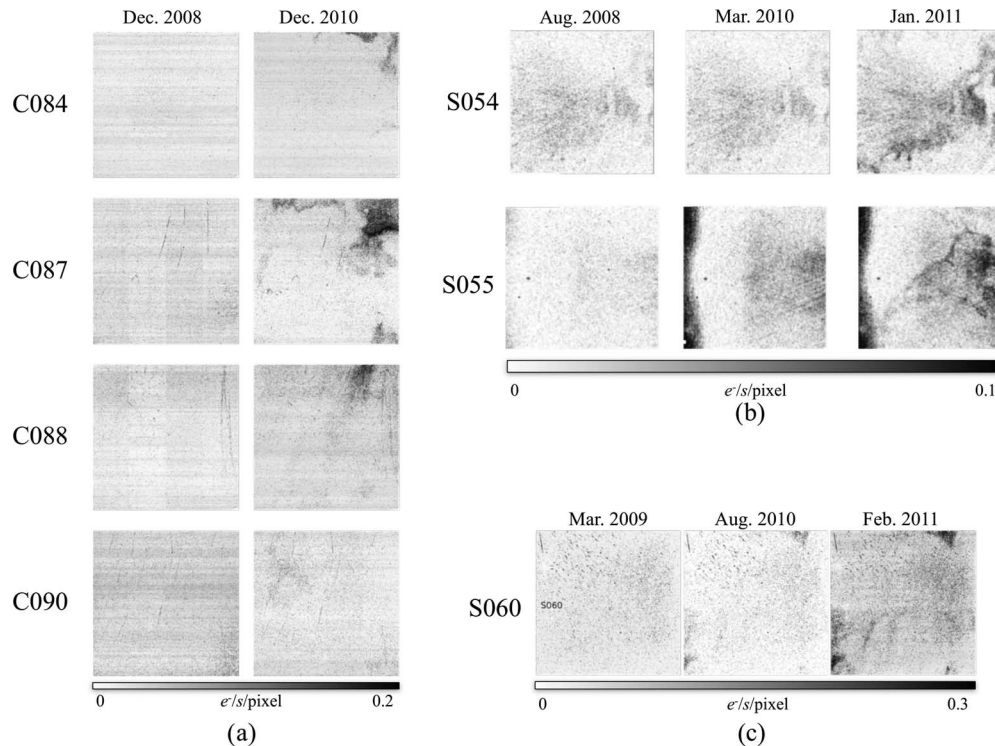 Dec. 2008 Dec. 2010
C084
C087
C088
C090
0 e-/s/pixel 0.2
(a)
Aug. 2008 Mar. 2010 Jan. 2011
S054
S055
0 e-/s/pixel 0.1
(b)
Mar. 2009 Aug. 2010 Feb. 2011
S060
S060
0 e-/s/pixel 0.3
(c)